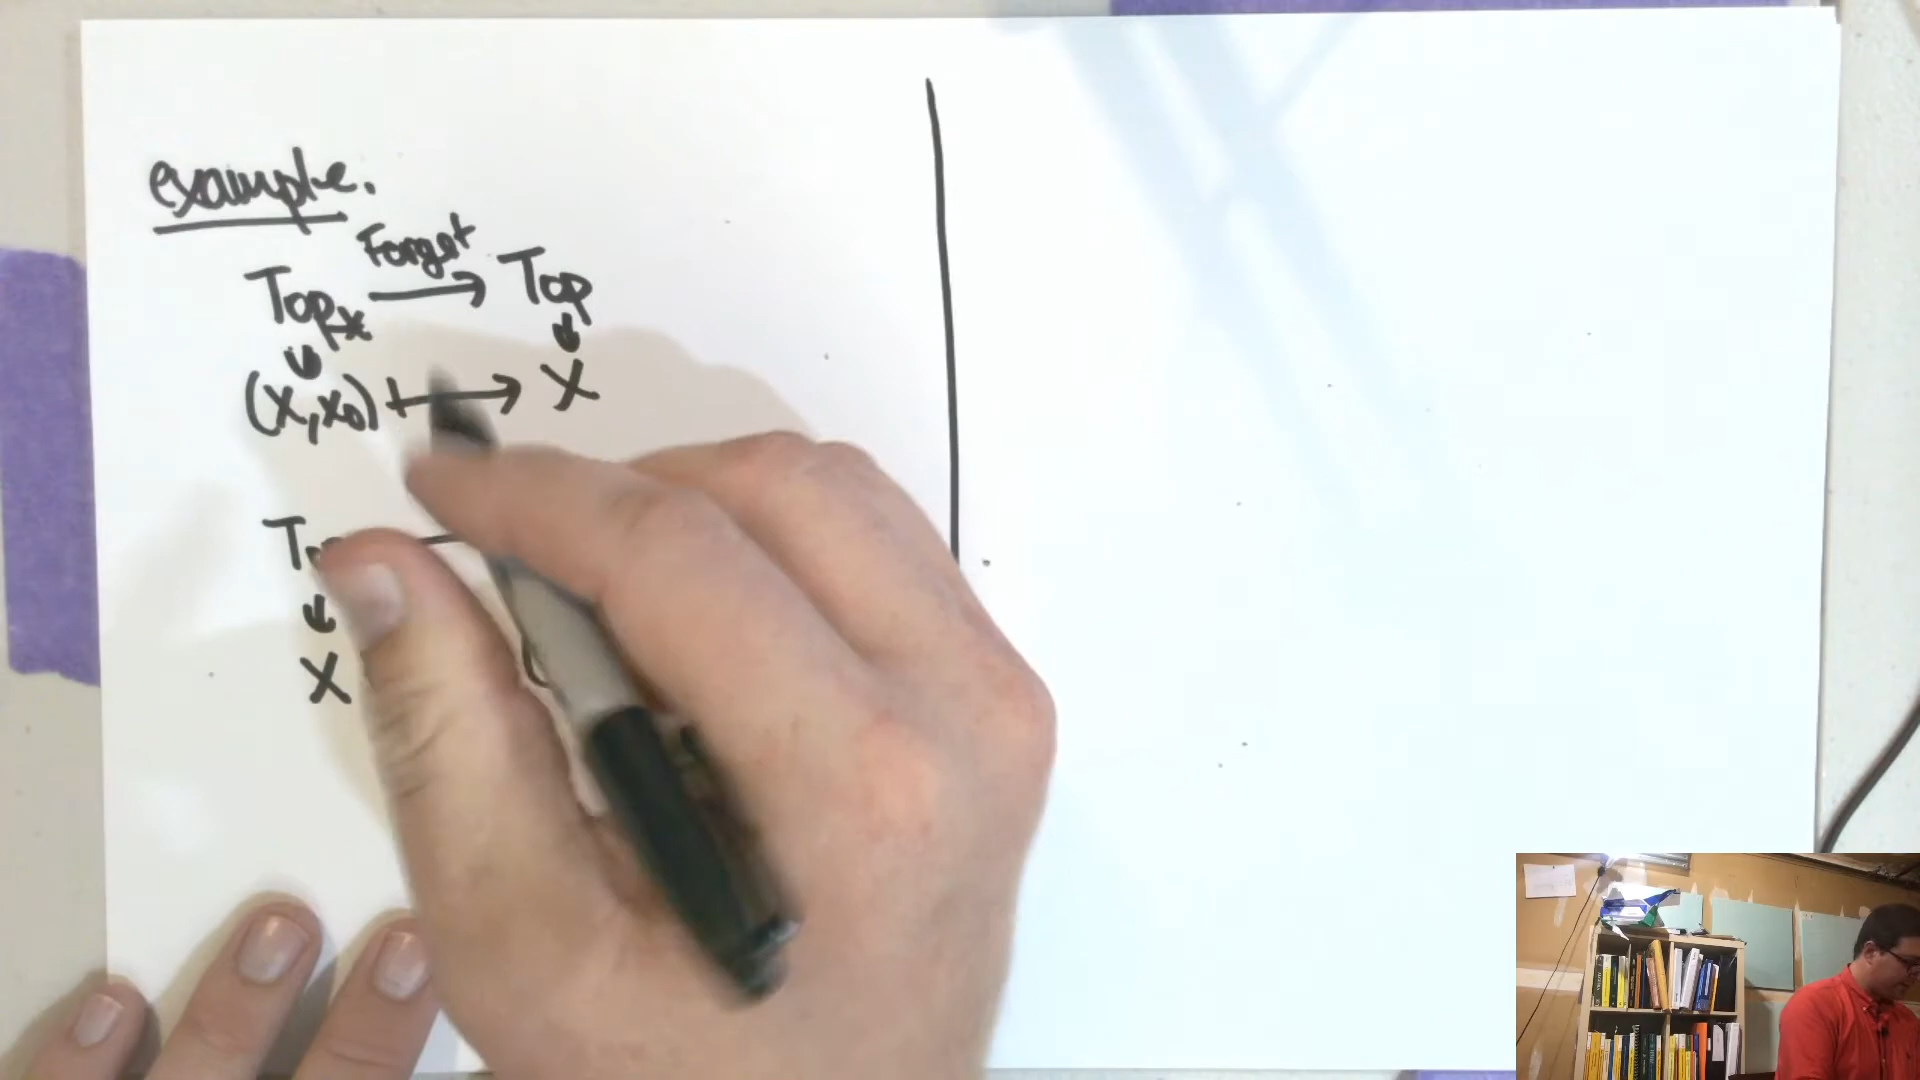 example.
Forget
Top* → Top
(X,x₀) ↦ X
X